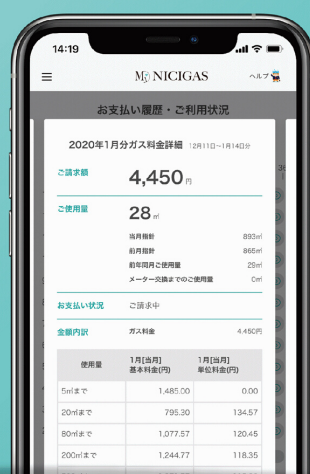 14:19
NICIGAS
ヘルプ
お支払い履歴・ご利用状況
2020年1月分ガス料金詳細 12月11日~1月14日分
ご請求額 4,450円
ご使用量 28㎥
当月指針 893㎥
前月指針 865㎥
前年同月ご使用量 29㎥
メーター交換までのご使用量 0㎥
お支払い状況 ご請求中
金額内訳 ガス料金 4,450円
使用量 1月[当月]基本料金(円) 1月[当月]単位料金(円)
5㎥まで 1,485.00 0.00
20㎥まで 795.30 134.57
80㎥まで 1,077.57 120.45
200㎥まで 1,244.77 118.35